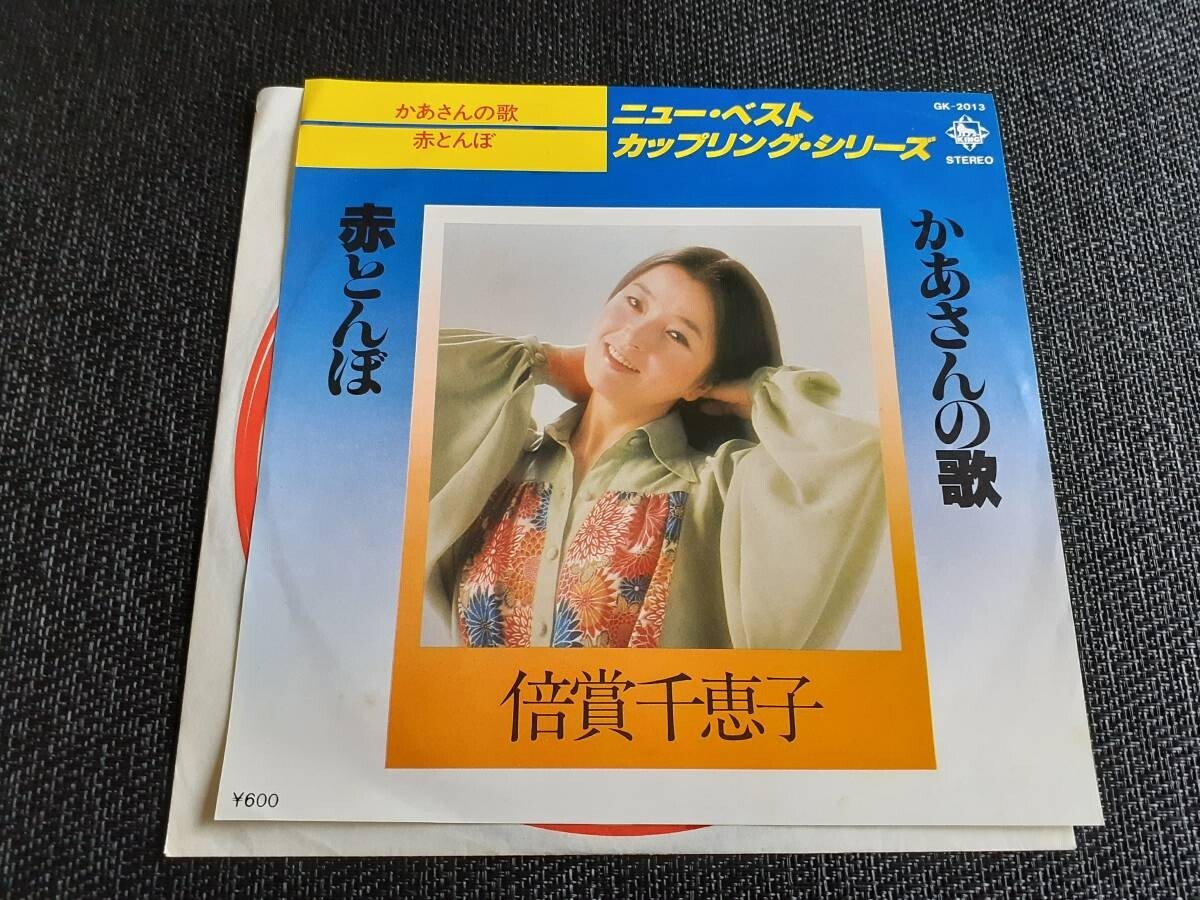 かあさんの歌
赤とんぼ
ニュー・ベスト
カップリング・シリーズ
GK-2013
KING
STEREO
かあさんの歌
赤とんぼ
倍賞千恵子
¥600